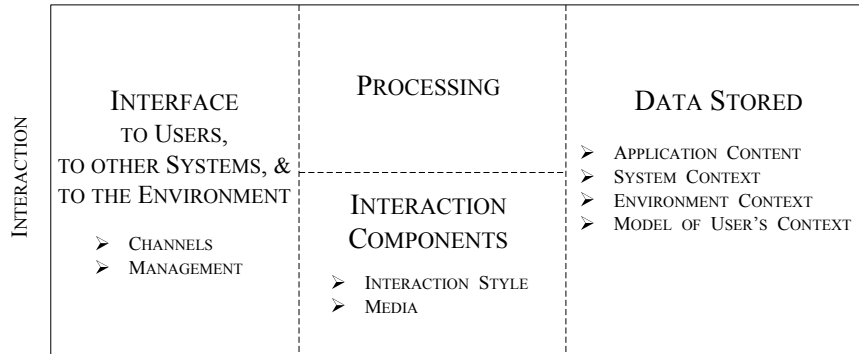 INTERACTION
INTERFACE
TO USERS,
TO OTHER SYSTEMS, &
TO THE ENVIRONMENT
➢ CHANNELS
➢ MANAGEMENT
PROCESSING
INTERACTION
COMPONENTS
➢ INTERACTION STYLE
➢ MEDIA
DATA STORED
➢ APPLICATION CONTENT
➢ SYSTEM CONTEXT
➢ ENVIRONMENT CONTEXT
➢ MODEL OF USER'S CONTEXT